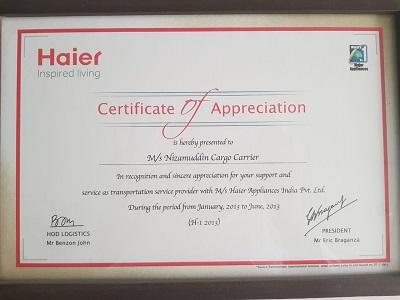 Haier
Inspired living
Haier
Appliances
Certificate of Appreciation
is hereby presented to
M/s Nizamuddin Cargo Carrier
In recognition and sincere appreciation for your support and
service as transportation service provider with M/s Haier Appliances India Pvt. Ltd.
During the period from January, 2013 to June, 2013
(H-1 2013)
HOD LOGISTICS
Mr Benzon John
PRESIDENT
Mr Eric Braganza